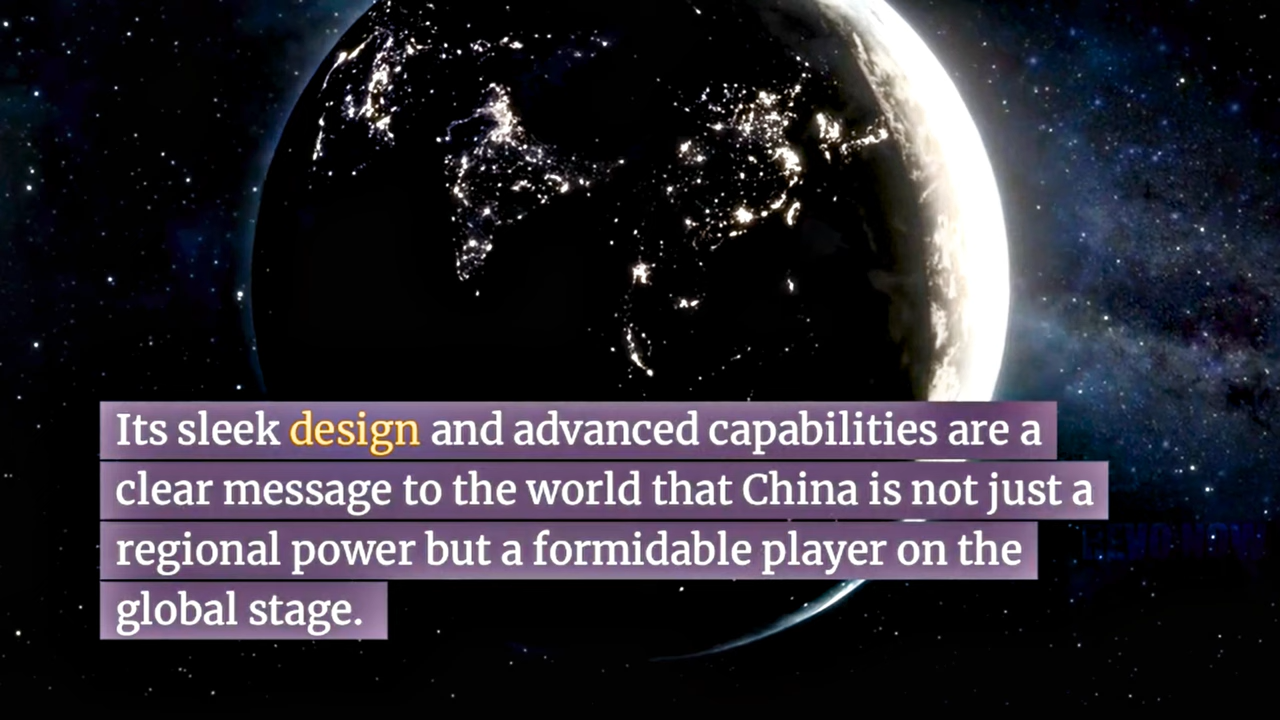 Its sleek design and advanced capabilities are a
clear message to the world that China is not just a
regional power but a formidable player on the
global stage.